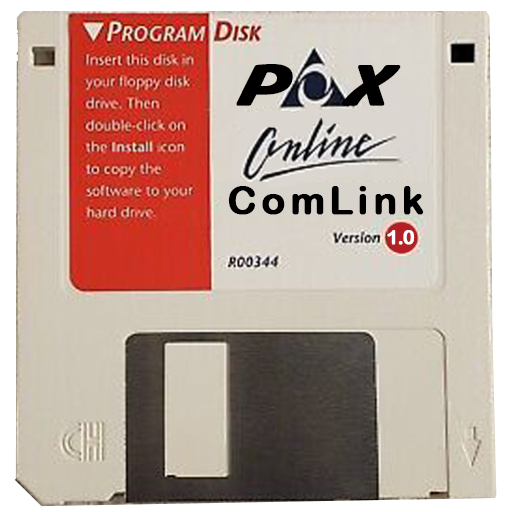 ▼PROGRAM DISK
Insert this disk in
your floppy disk
drive. Then
double-click on
the Install icon
to copy the
software to your
hard drive.
PAX
Online
ComLink
Version 1.0
R00344